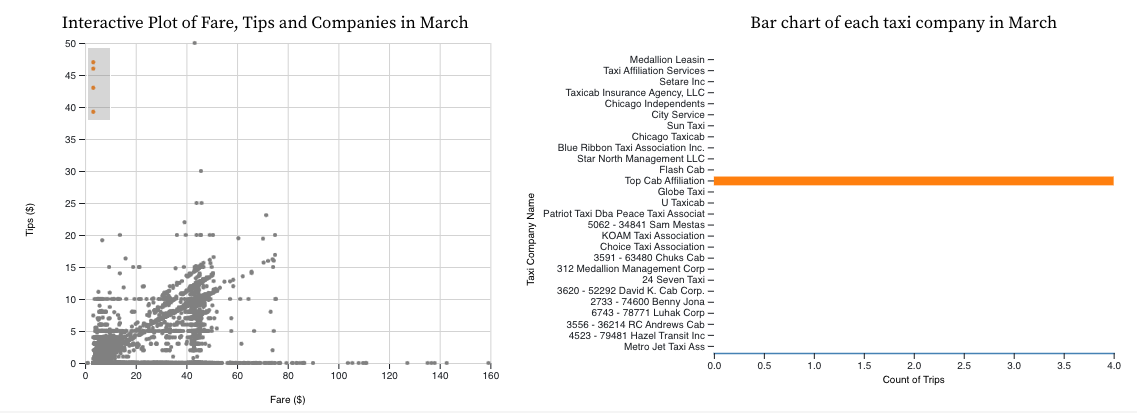 Interactive Plot of Fare, Tips and Companies in March
50
45
40
35
30
25
20
15
10
5
0
Tips ($)
0 20 40 60 80 100 120 140 160
Fare ($)
Bar chart of each taxi company in March
Taxi Company Name
Medallion Leasin
Taxi Affiliation Services
Setare Inc
Taxicab Insurance Agency, LLC
Chicago Independents
City Service
Sun Taxi
Chicago Taxicab
Blue Ribbon Taxi Association Inc.
Star North Management LLC
Flash Cab
Top Cab Affiliation
Globe Taxi
U Taxicab
Patriot Taxi Dba Peace Taxi Associat
5062 - 34841 Sam Mestas
KOAM Taxi Association
Choice Taxi Association
3591 - 63480 Chuks Cab
312 Medallion Management Corp
24 Seven Taxi
3620 - 52292 David K. Cab Corp.
2733 - 74600 Benny Jona
6743 - 78771 Luhak Corp
3556 - 36214 RC Andrews Cab
4523 - 79481 Hazel Transit Inc
Metro Jet Taxi Ass
0.0 0.5 1.0 1.5 2.0 2.5 3.0 3.5 4.0
Count of Trips